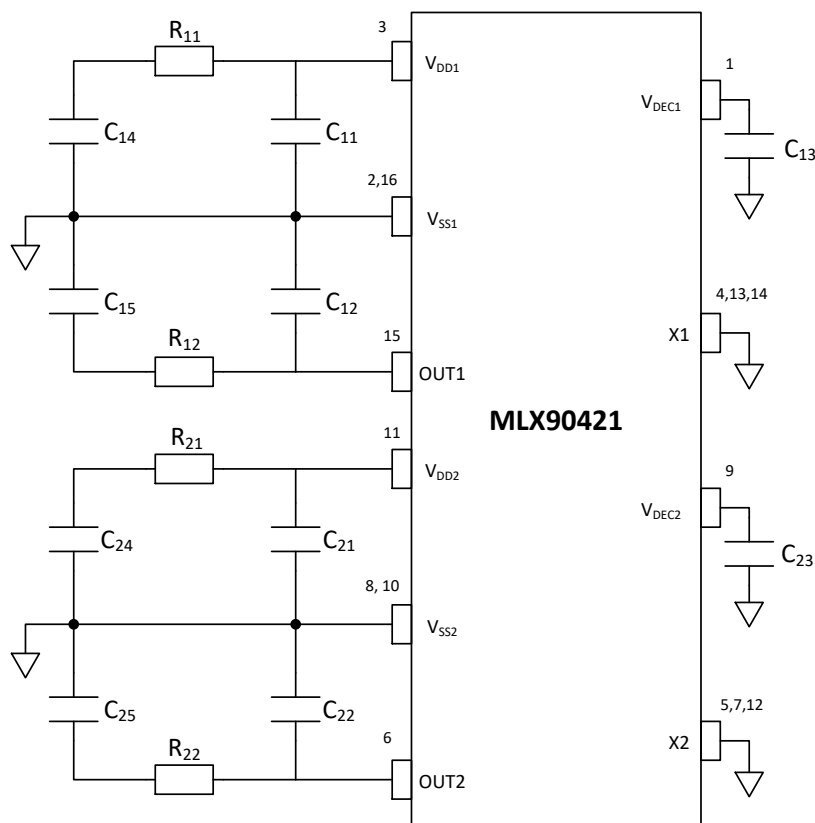 R11
3
VDD1
1
VDEC1
C14
C11
C13
2,16
VSS1
C15
C12
4,13,14
X1
R12
15
OUT1
MLX90421
R21
11
VDD2
9
VDEC2
C24
C21
C23
8, 10
VSS2
C25
C22
5,7,12
X2
R22
6
OUT2